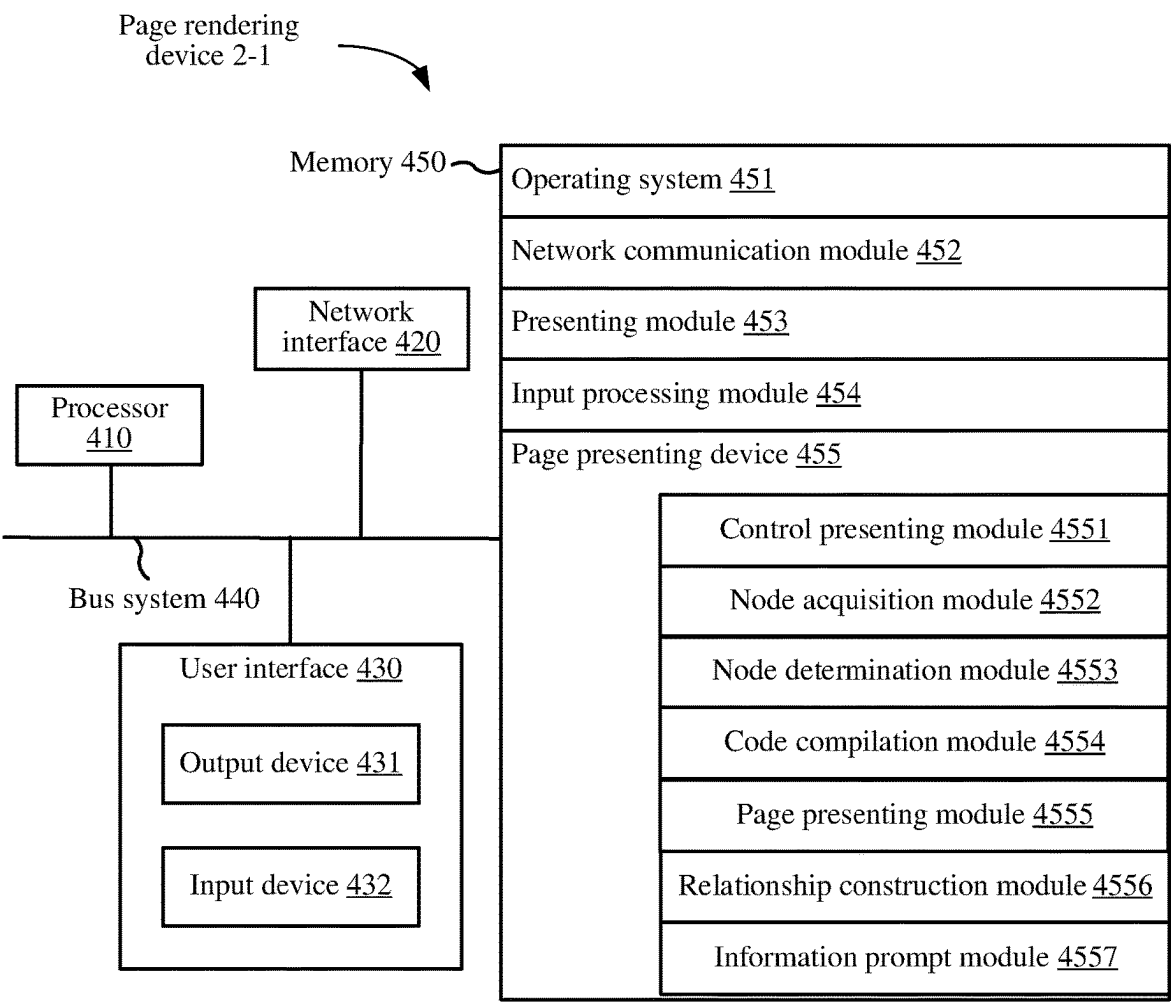 Page rendering
device 2-1
Memory 450
Operating system 451
Network communication module 452
Presenting module 453
Input processing module 454
Page presenting device 455
Control presenting module 4551
Node acquisition module 4552
Node determination module 4553
Code compilation module 4554
Page presenting module 4555
Relationship construction module 4556
Information prompt module 4557
Network
interface 420
Processor
410
Bus system 440
User interface 430
Output device 431
Input device 432